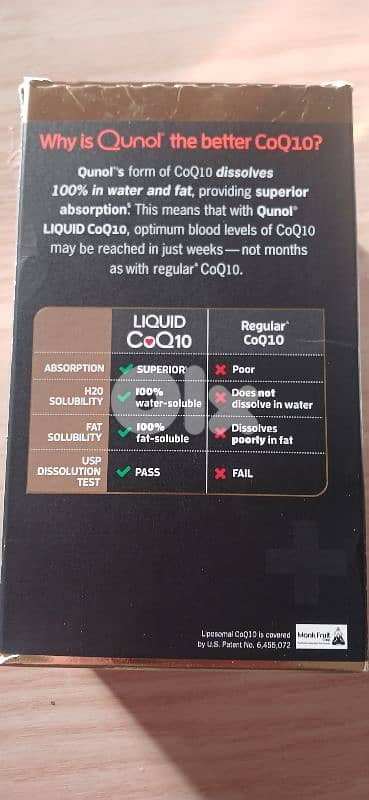 Why is Qunol® the better CoQ10?
Qunol®'s form of CoQ10 dissolves
100% in water and fat, providing superior
absorption.§ This means that with Qunol®
LIQUID CoQ10, optimum blood levels of CoQ10
may be reached in just weeks—not months
as with regular^ CoQ10.
LIQUID CoQ10 Regular^ CoQ10
ABSORPTION SUPERIOR Poor
H2O SOLUBILITY 100% water-soluble Does not dissolve in water
FAT SOLUBILITY 100% fat-soluble Dissolves poorly in fat
USP DISSOLUTION TEST PASS FAIL
olx
Liposomal CoQ10 is covered
by U.S. Patent No. 6,455,072
Monk Fruit